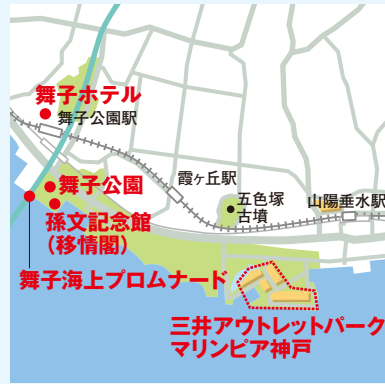 舞子ホテル
舞子公園駅
舞子公園
孫文記念館
(移情閣)
舞子海上プロムナード
霞ヶ丘駅
五色塚
古墳
山陽垂水駅
三井アウトレットパーク
マリンピア神戸